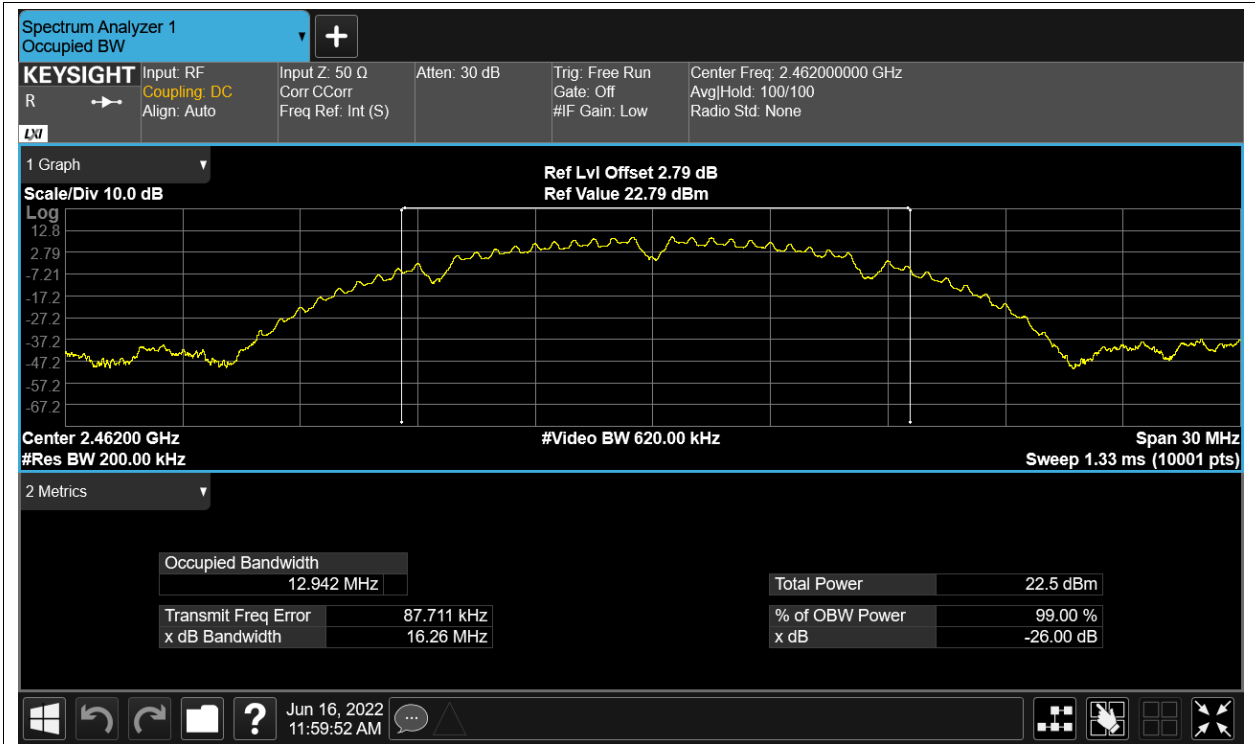 Spectrum Analyzer 1
Occupied BW
▼
+
KEYSIGHT
R
LXI
Input: RF
Coupling: DC
Align: Auto
Input Z: 50 Ω
Corr CCorr
Freq Ref: Int (S)
Atten: 30 dB
Trig: Free Run
Gate: Off
#IF Gain: Low
Center Freq: 2.462000000 GHz
Avg|Hold: 100/100
Radio Std: None
1 Graph ▼
Scale/Div 10.0 dB
Ref Lvl Offset 2.79 dB
Ref Value 22.79 dBm
Log
12.8
2.79
-7.21
-17.2
-27.2
-37.2
-47.2
-57.2
-67.2
Center 2.46200 GHz
#Res BW 200.00 kHz
#Video BW 620.00 kHz
Span 30 MHz
Sweep 1.33 ms (10001 pts)
2 Metrics ▼
Occupied Bandwidth
12.942 MHz
Transmit Freq Error 87.711 kHz
x dB Bandwidth 16.26 MHz
Total Power 22.5 dBm
% of OBW Power 99.00 %
x dB -26.00 dB
?
Jun 16, 2022
11:59:52 AM